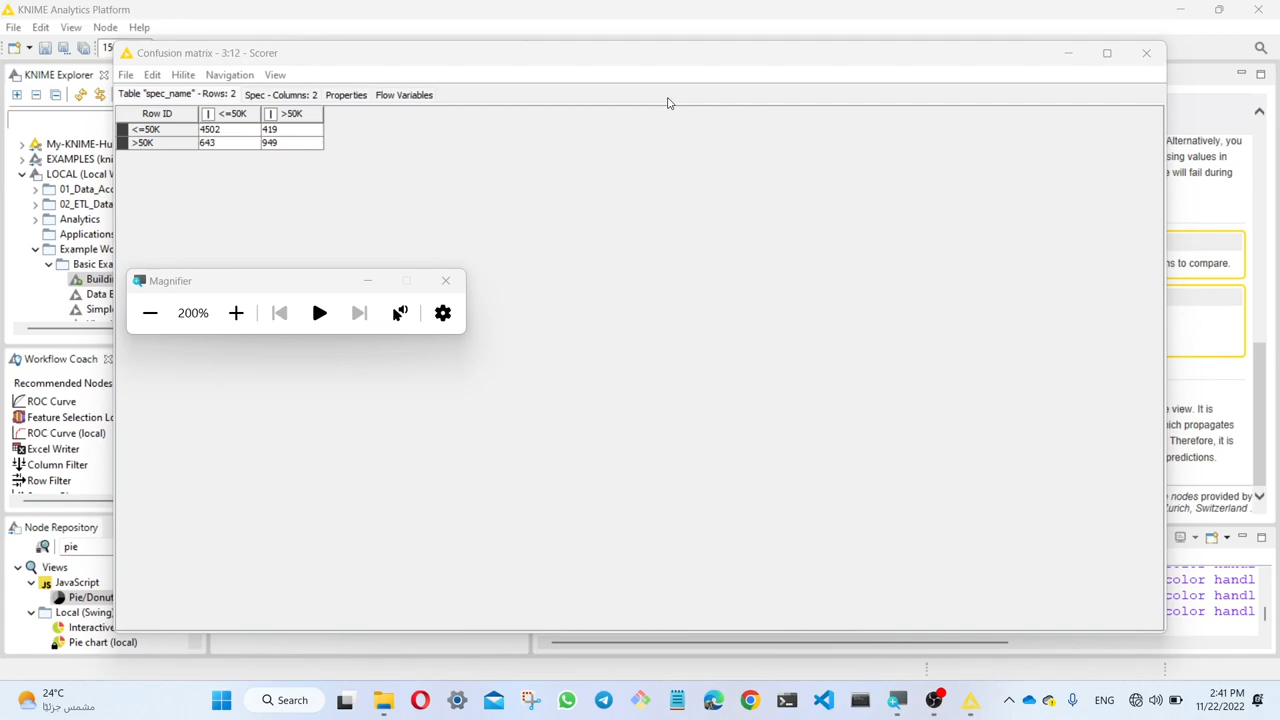 KNIME Analytics Platform
File Edit View Node Help
15
Confusion matrix - 3:12 - Scorer
File Edit Hilite Navigation View
Table "spec_name" - Rows: 2 Spec - Columns: 2 Properties Flow Variables
Row ID I <=50K I >50K
<=50K 4502 419
>50K 643 949
KNIME Explorer
My-KNIME-Hu
EXAMPLES (kni
LOCAL (Local W
01_Data_Acc
02_ETL_Data
Analytics
Applications
Example Wo
Basic Exa
Buildi
Data E
Simpl
Workflow Coach
Recommended Nodes
ROC Curve
Feature Selection Lo
ROC Curve (local)
Excel Writer
Column Filter
Row Filter
Node Repository
pie
Views
JS JavaScript
Pie/Donut
Local (Swing)
Interactive
Pie chart (local)
Magnifier
200%
Alternatively, you
sing values in
e will fail during
ns to compare.
e view. It is
ich propagates
Therefore, it is
predictions.
e nodes provided by
urich, Switzerland .
color handl
color handl
color handl
24°C
مشمس جزئيًا
Search
ENG
2:41 PM
11/22/2022